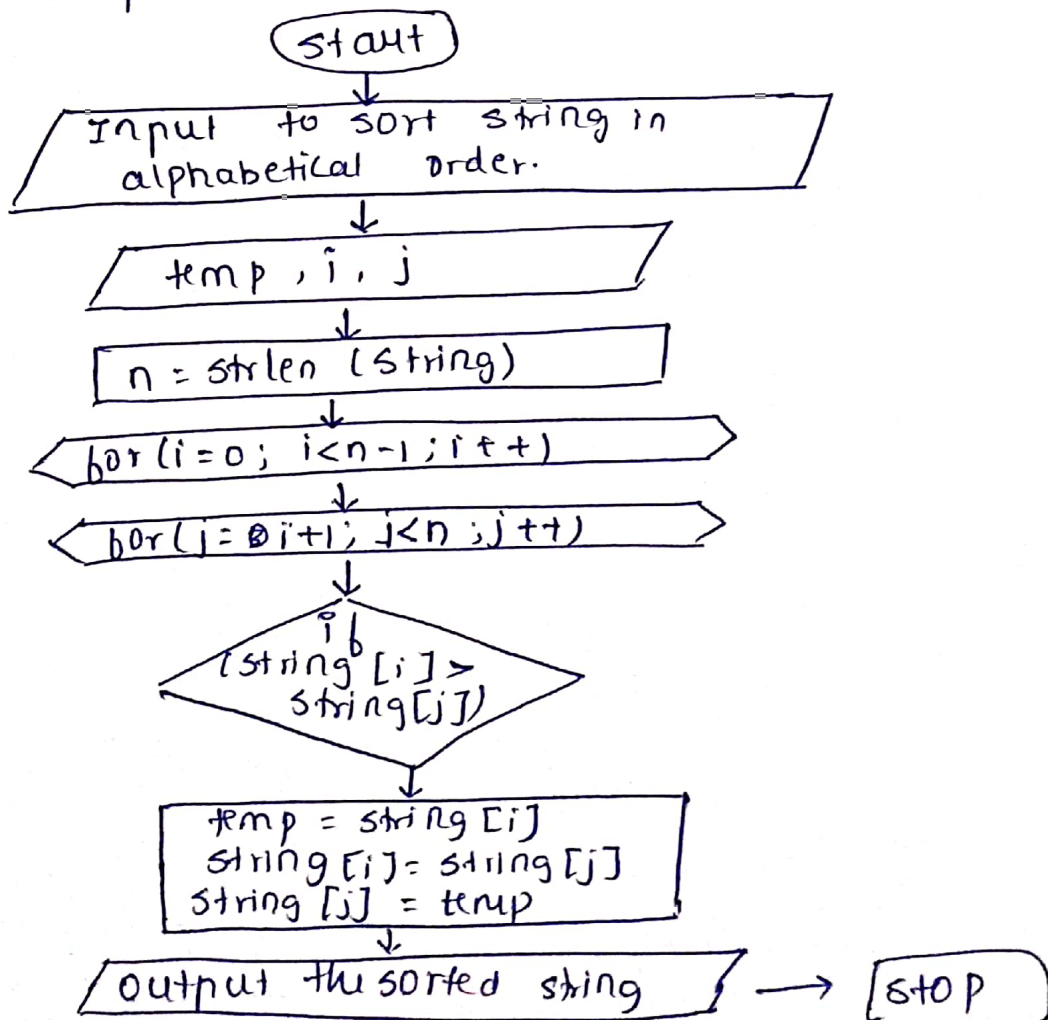 start
Input to sort string in
alphabetical order.
temp, i, j
n = strlen (string)
for (i=0; i<n-1; i++)
for (j= i+1; j<n ; j++)
if
(string [i] >
string[j])
temp = string [i]
string [i] = string [j]
string [j] = temp
output the sorted string
stop